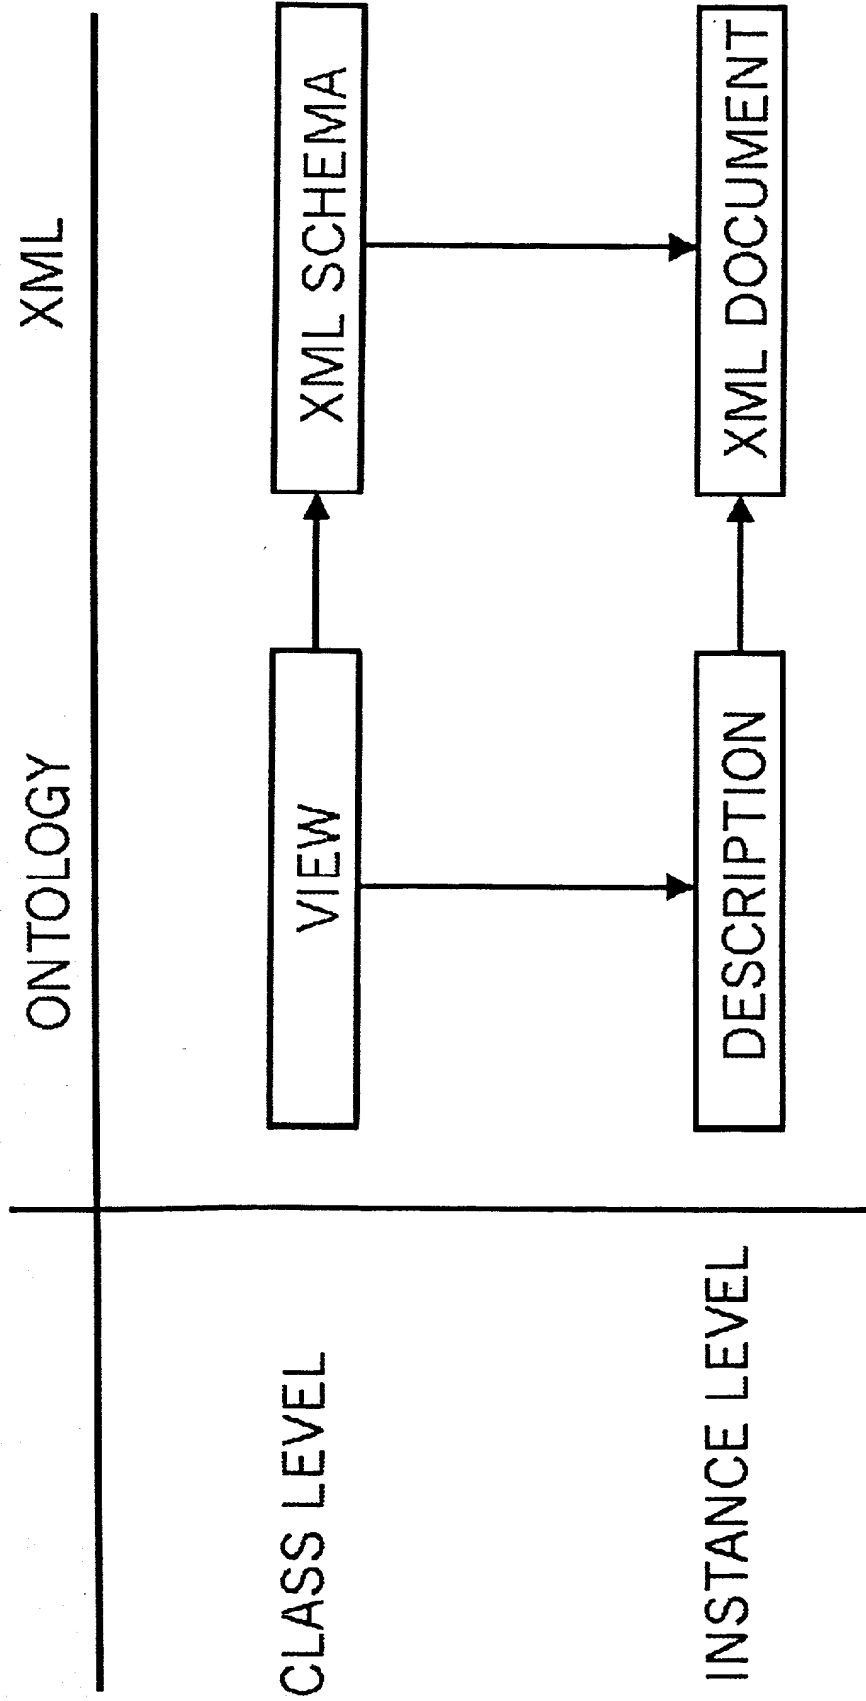 ONTOLOGY
XML
CLASS LEVEL
VIEW
XML SCHEMA
INSTANCE LEVEL
DESCRIPTION
XML DOCUMENT